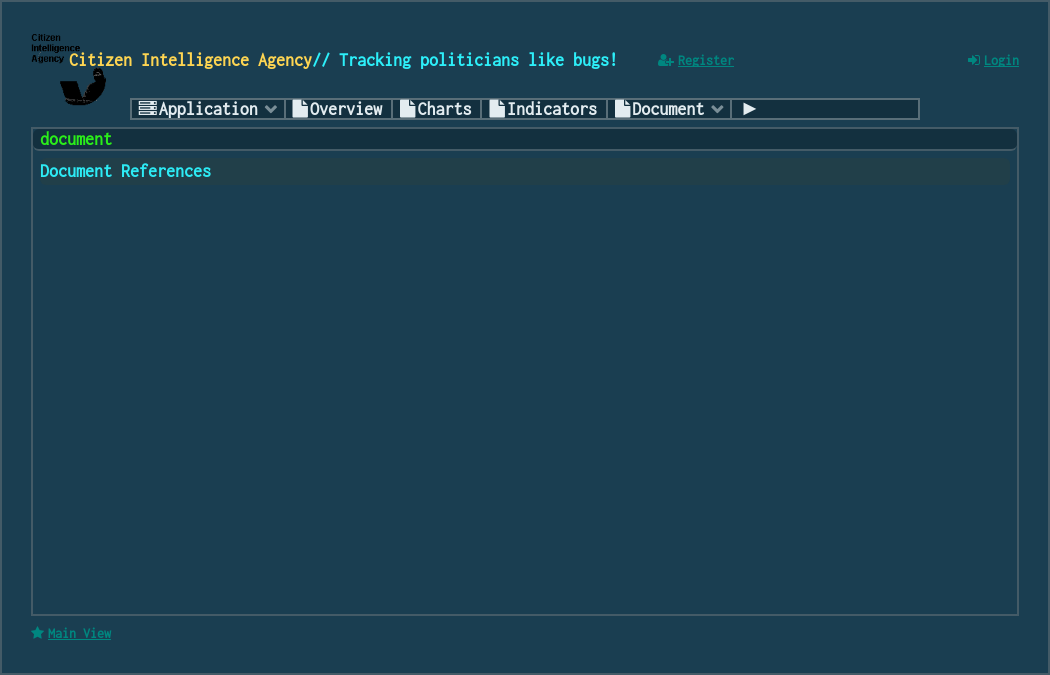 Citizen
Intelligence
Agency
Citizen Intelligence Agency// Tracking politicians like bugs!
Register
Login
Application Overview Charts Indicators Document
document
Document References
Main View